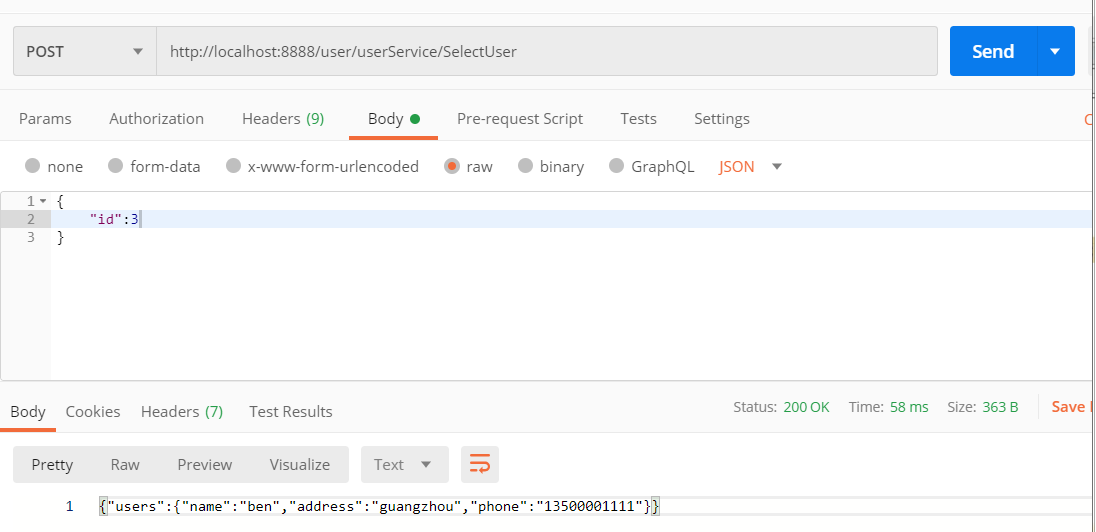 POST http://localhost:8888/user/userService/SelectUser Send
Params Authorization Headers (9) Body Pre-request Script Tests Settings
none form-data x-www-form-urlencoded raw binary GraphQL JSON
1 {
2 "id":3
3 }
Body Cookies Headers (7) Test Results Status: 200 OK Time: 58 ms Size: 363 B Save
Pretty Raw Preview Visualize Text
1 {"users":{"name":"ben","address":"guangzhou","phone":"13500001111"}}